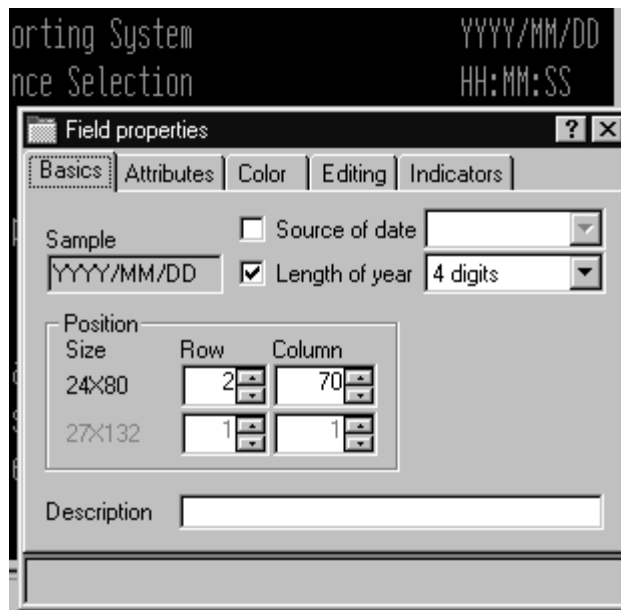 orting System YYYY/MM/DD
nce Selection HH:MM:SS
Field properties ? X
Basics Attributes Color Editing Indicators
Sample Source of date
YYYY/MM/DD Length of year 4 digits
Position
Size Row Column
24X80 2 70
27X132 1 1
Description